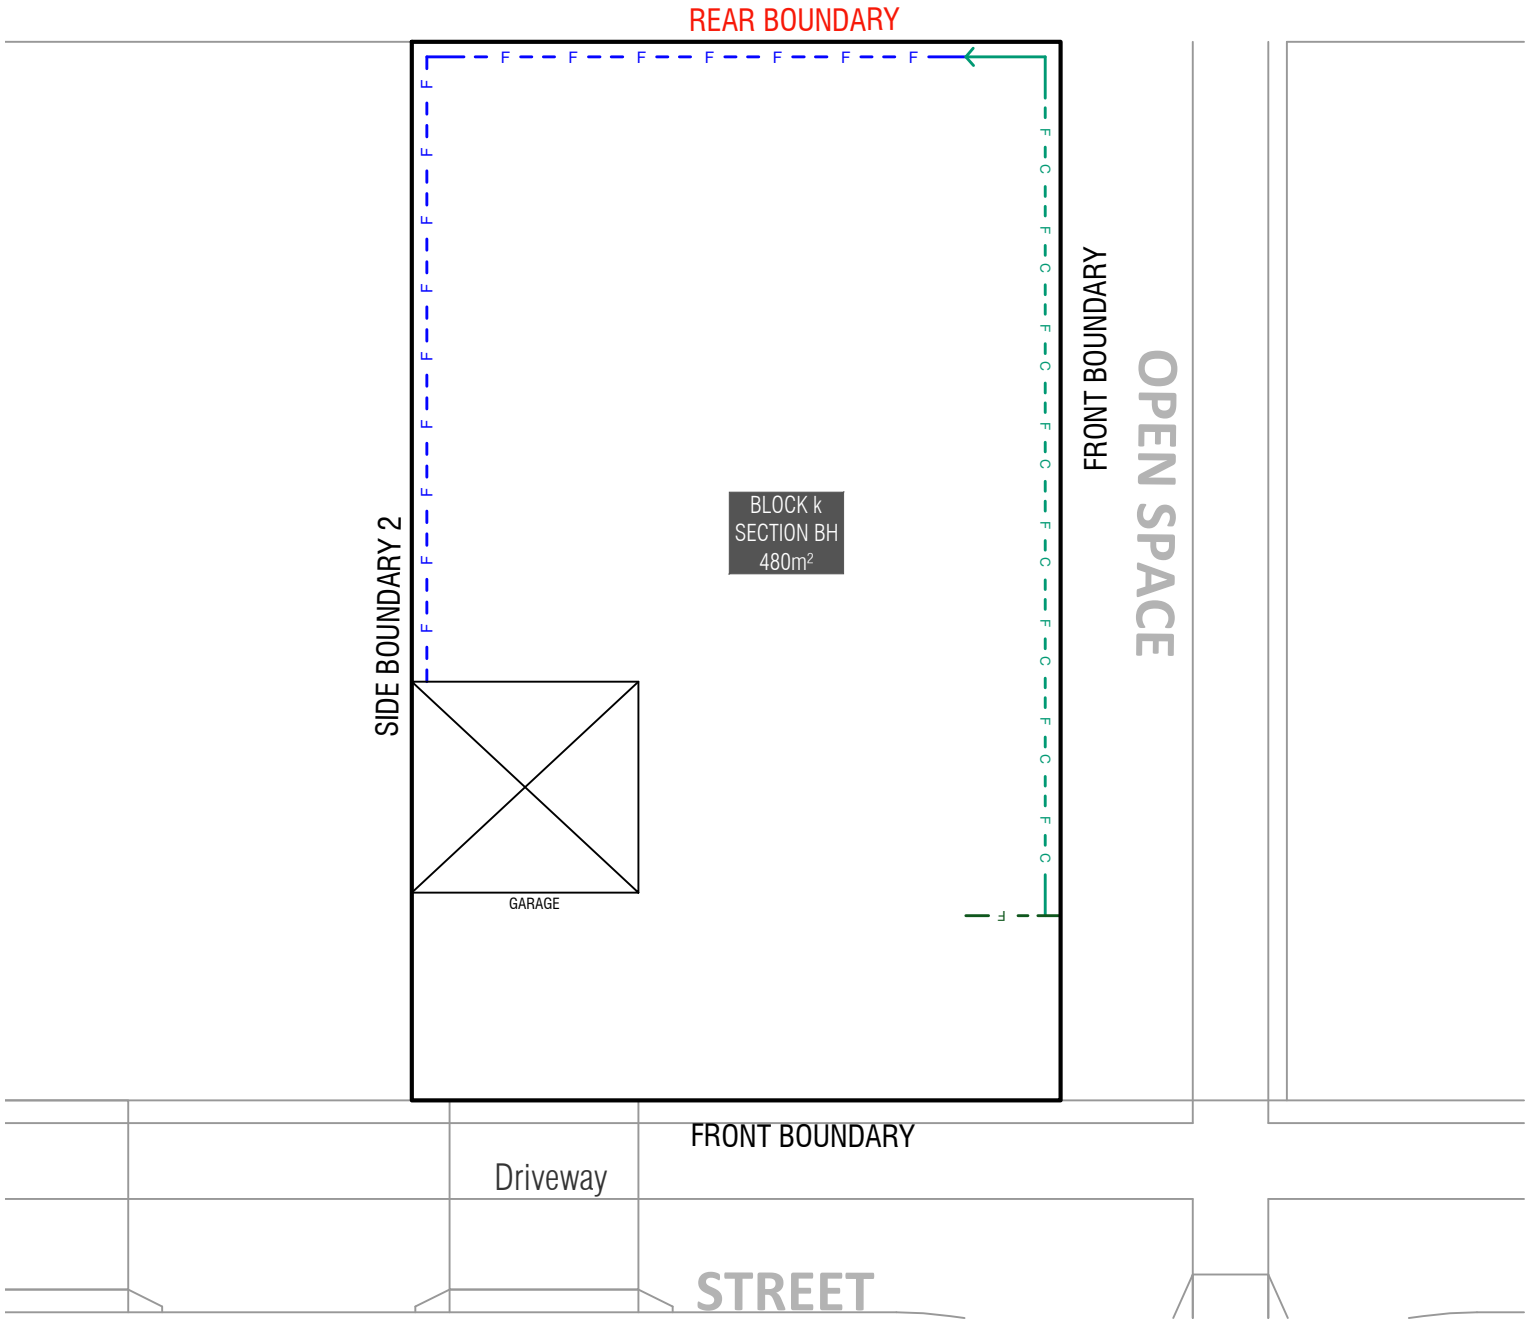 REAR BOUNDARY
F F F F F F F
F F F F F F F F F
F C F C F C F C F C F C F C F C
FRONT BOUNDARY
OPEN SPACE
BLOCK k
SECTION BH
480m²
SIDE BOUNDARY 2
GARAGE
F
FRONT BOUNDARY
Driveway
STREET